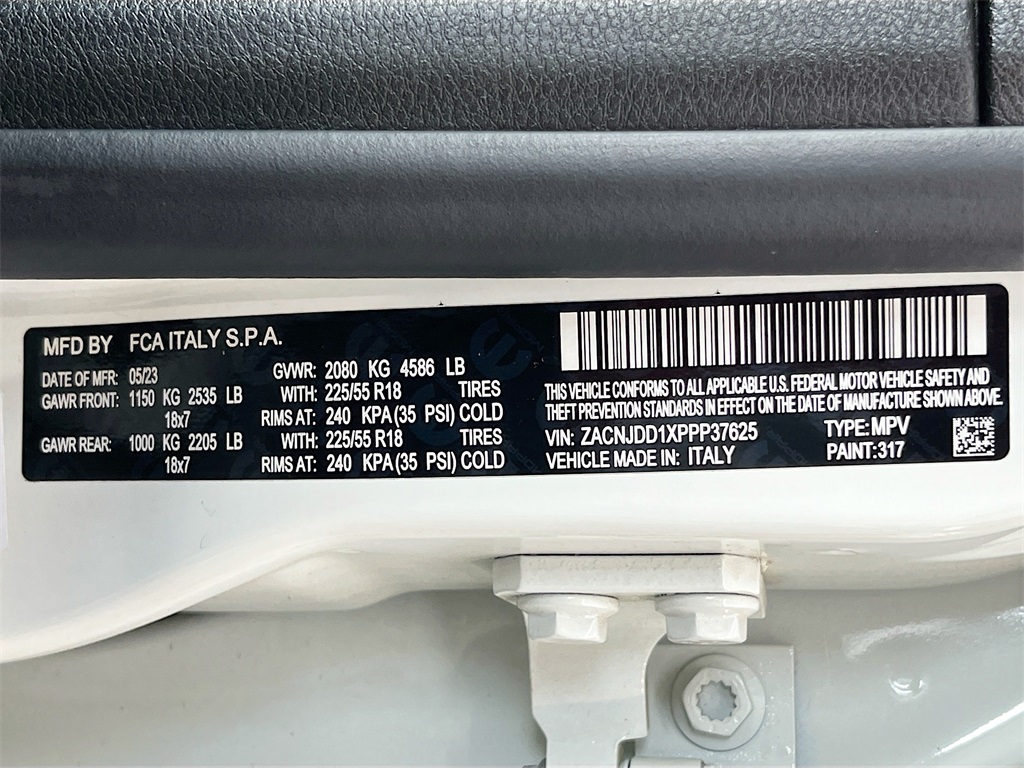 MFD BY FCA ITALY S.P.A.
DATE OF MFR: 05/23 GVWR: 2080 KG 4586 LB
GAWR FRONT: 1150 KG 2535 LB WITH: 225/55 R18 TIRES
18x7 RIMS AT: 240 KPA(35 PSI) COLD
GAWR REAR: 1000 KG 2205 LB WITH: 225/55 R18 TIRES
18x7 RIMS AT: 240 KPA(35 PSI) COLD
THIS VEHICLE CONFORMS TO ALL APPLICABLE U.S. FEDERAL MOTOR VEHICLE SAFETY AND
THEFT PREVENTION STANDARDS IN EFFECT ON THE DATE OF MANUFACTURE SHOWN ABOVE.
VIN: ZACNJDD1XPPP37625 TYPE: MPV
VEHICLE MADE IN: ITALY PAINT:317